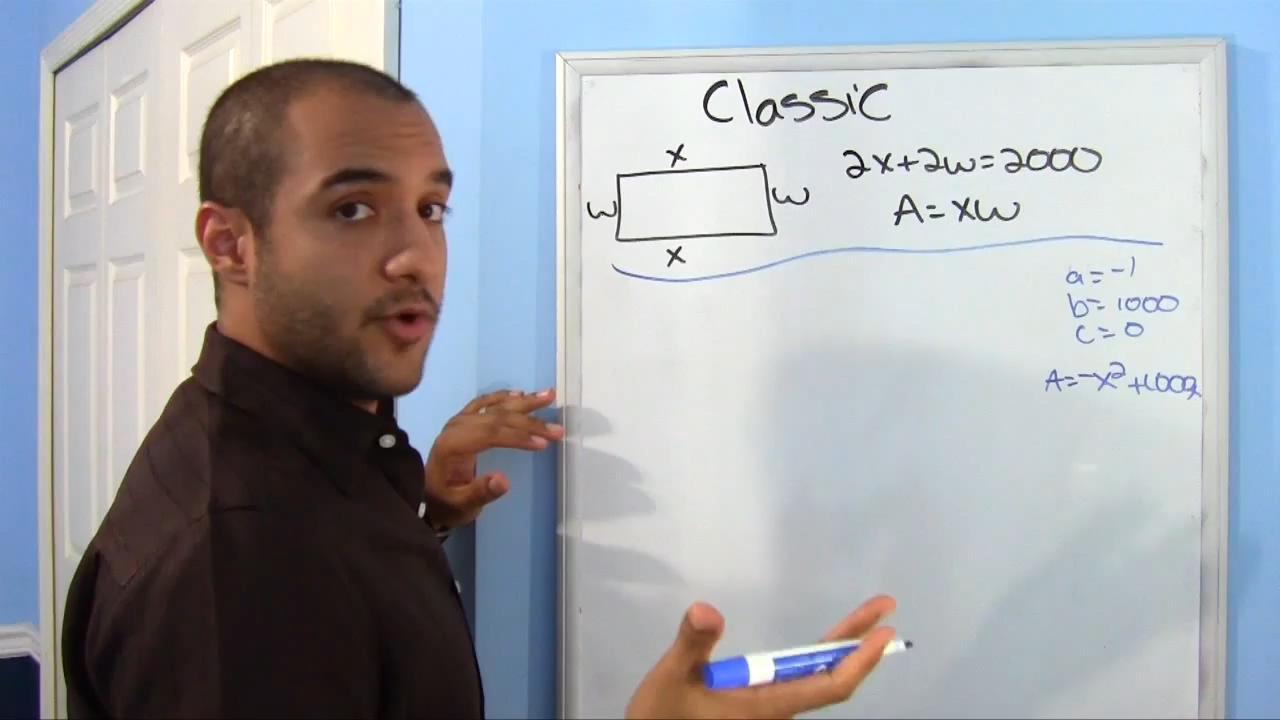 Classic
x
w
w
x
2x+2w=2000
A=xw
a=-1
b=1000
c=0
A=-x²+1000x